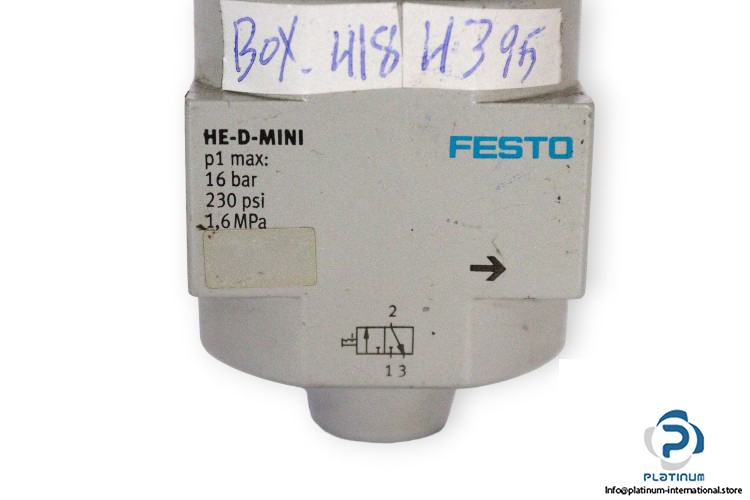 BOX-H18 H395
HE-D-MINI
p1 max:
16 bar
230 psi
1,6 MPa
FESTO
2
1 3
PLATINUM
Info@platinum-international.store